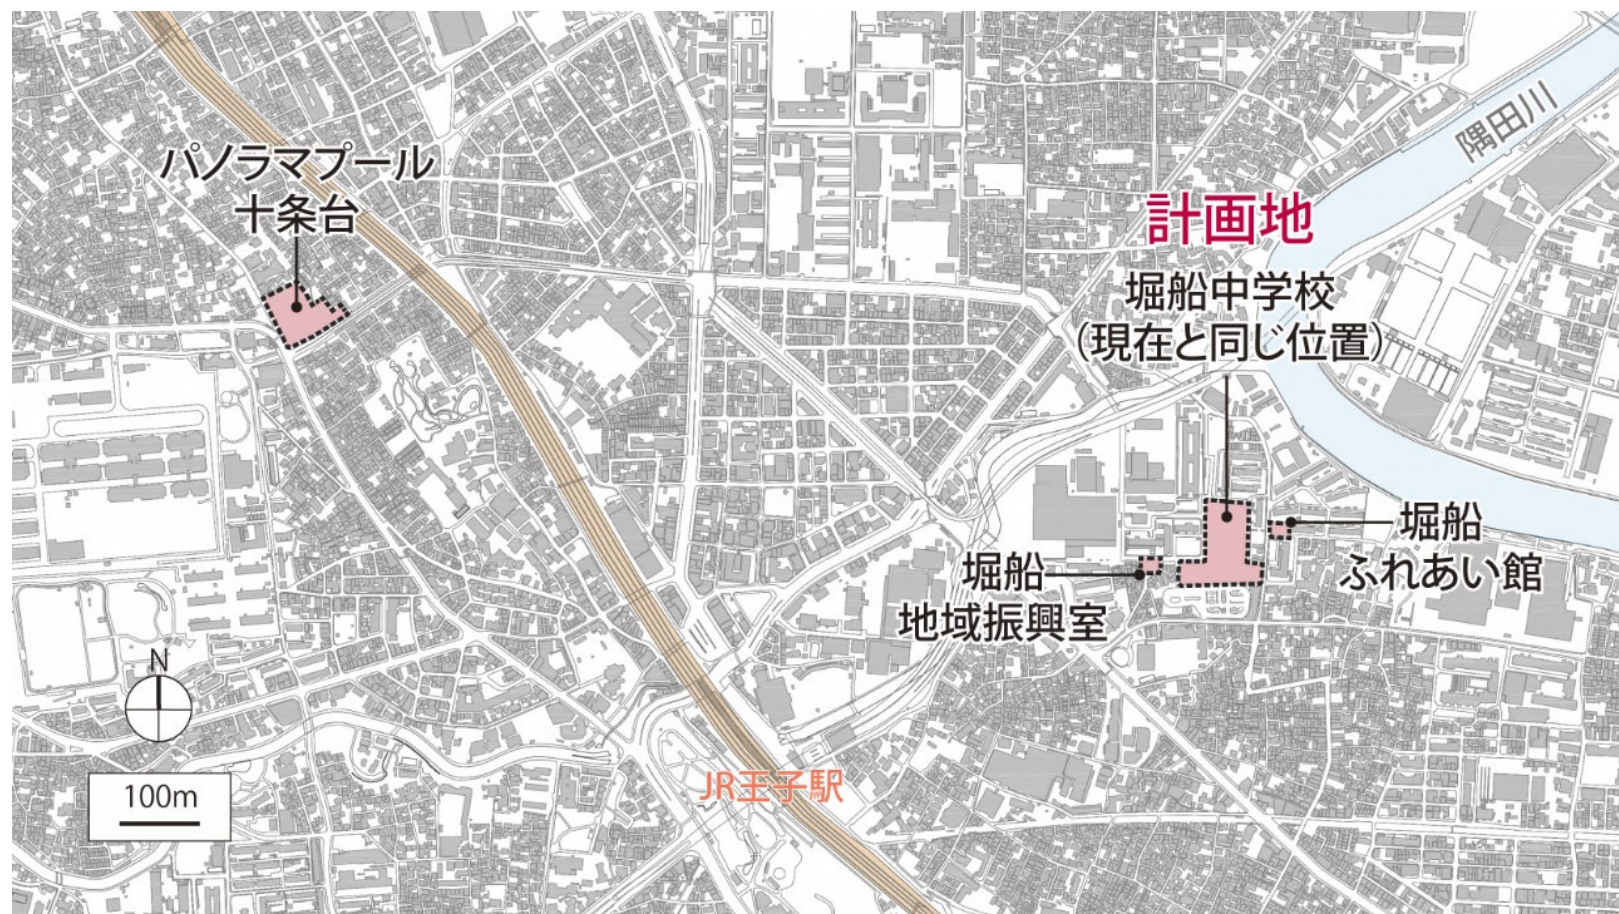 パノラマプール
十条台
隅田川
計画地
堀船中学校
（現在と同じ位置）
堀船
ふれあい館
堀船
地域振興室
N
100m
JR王子駅